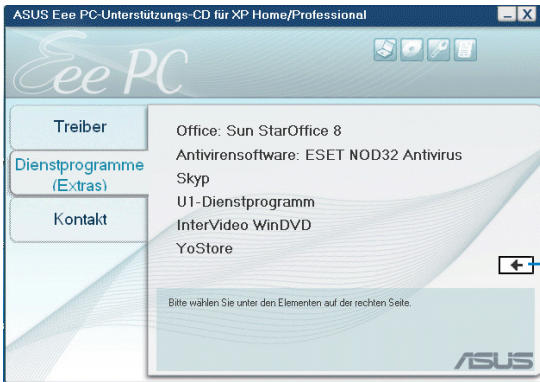 ASUS Eee PC-Unterstützungs-CD für XP Home/Professional
Eee PC
Treiber
Dienstprogramme
(Extras)
Kontakt
Office: Sun StarOffice 8
Antivirensoftware: ESET NOD32 Antivirus
Skyp
U1-Dienstprogramm
InterVideo WinDVD
YoStore
Bitte wählen Sie unter den Elementen auf der rechten Seite.
ASUS